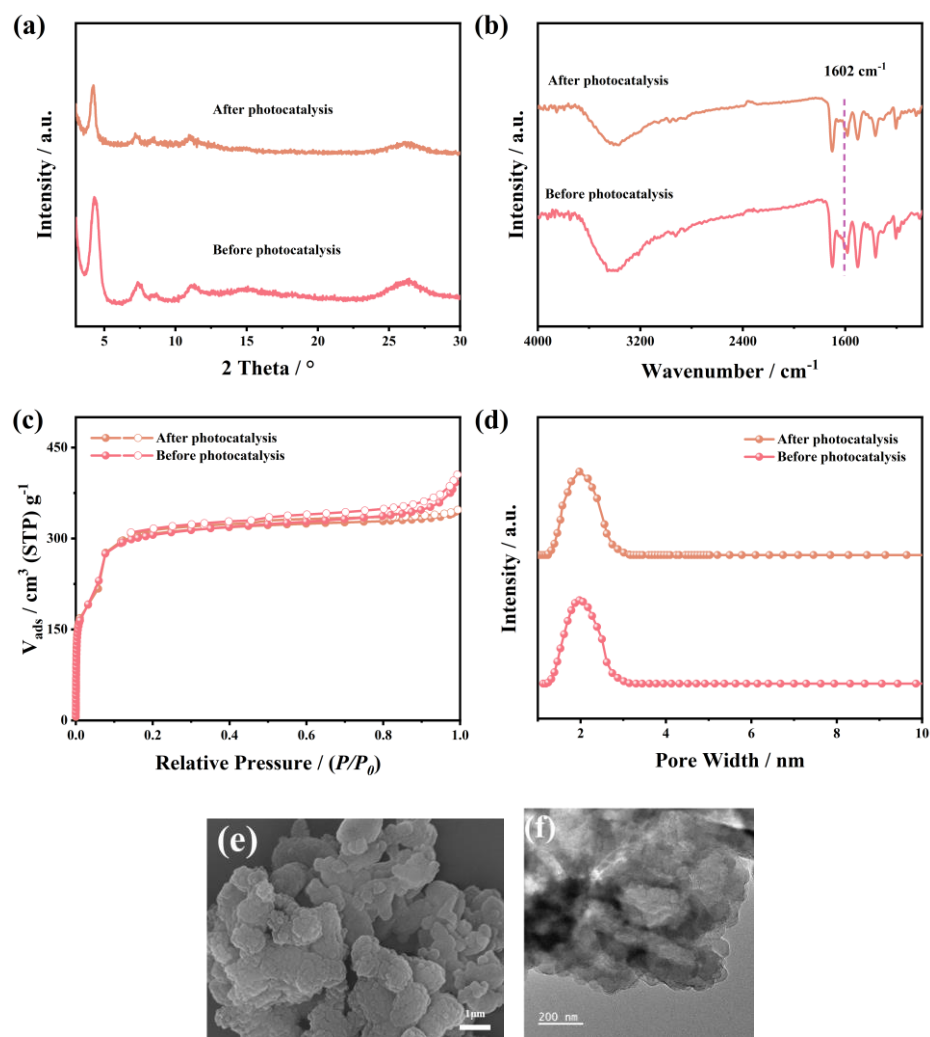 (a)
After photocatalysis
Before photocatalysis
Intensity / a.u.
5
10
15
20
25
30
2 Theta / °
(b)
1602 cm-1
After photocatalysis
Before photocatalysis
Intensity / a.u.
4000
3200
2400
1600
Wavenumber / cm-1
(c)
After photocatalysis
Before photocatalysis
Vads / cm3 (STP) g-1
450
300
150
0
0.0
0.2
0.4
0.6
0.8
1.0
Relative Pressure / (P/P0)
(d)
After photocatalysis
Before photocatalysis
Intensity / a.u.
2
4
6
8
10
Pore Width / nm
(e)
1μm
(f)
200 nm